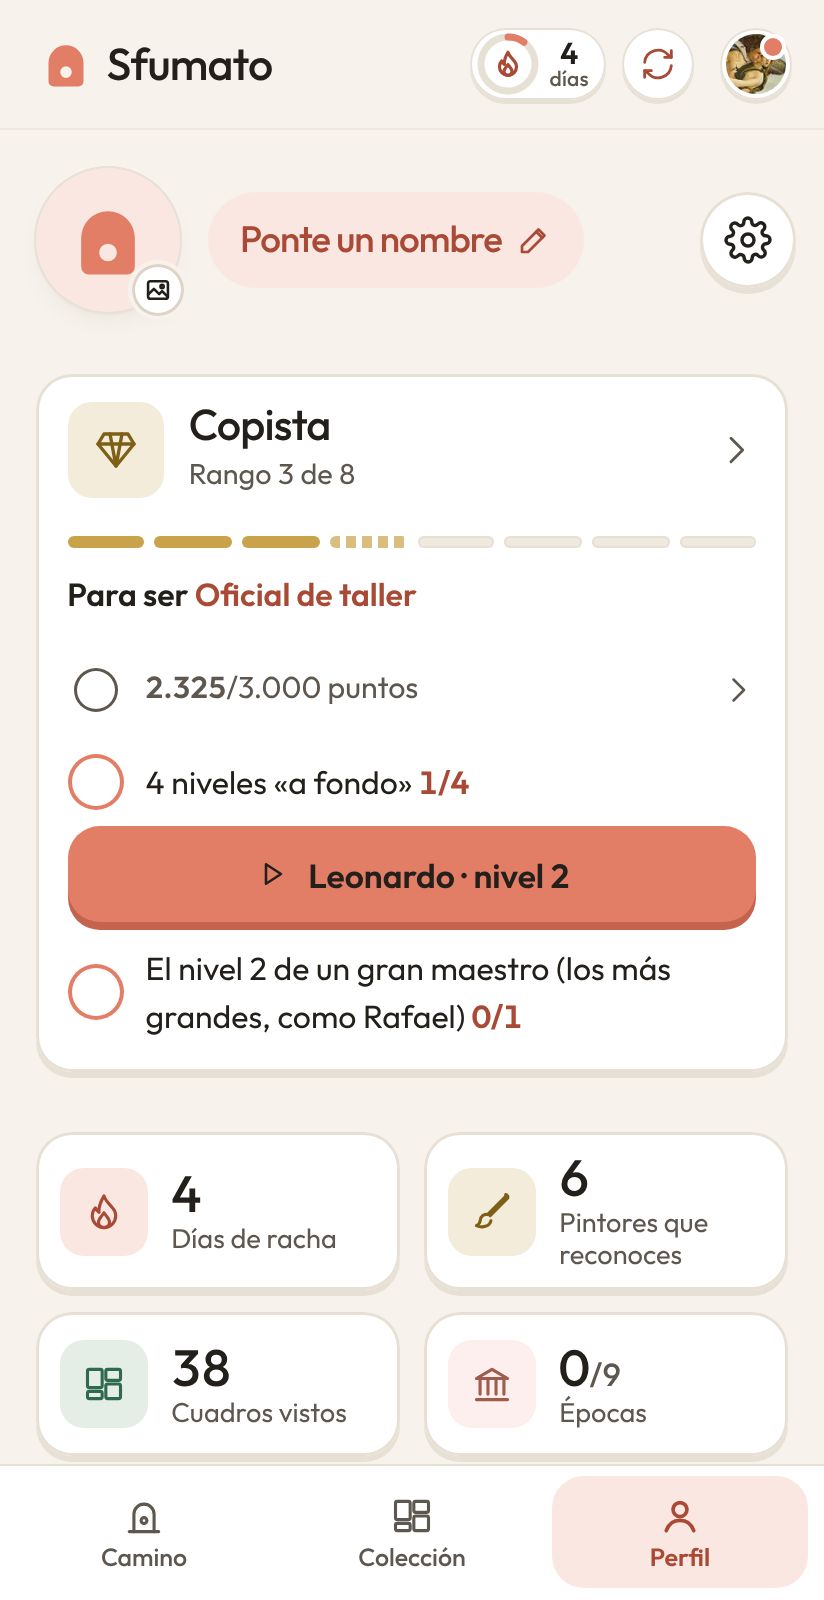 Sfumato
4
días
Ponte un nombre
Copista
Rango 3 de 8
Para ser Oficial de taller
2.325/3.000 puntos
4 niveles «a fondo» 1/4
Leonardo · nivel 2
El nivel 2 de un gran maestro (los más
grandes, como Rafael) 0/1
4
Días de racha
6
Pintores que
reconoces
38
Cuadros vistos
0/9
Épocas
Camino
Colección
Perfil